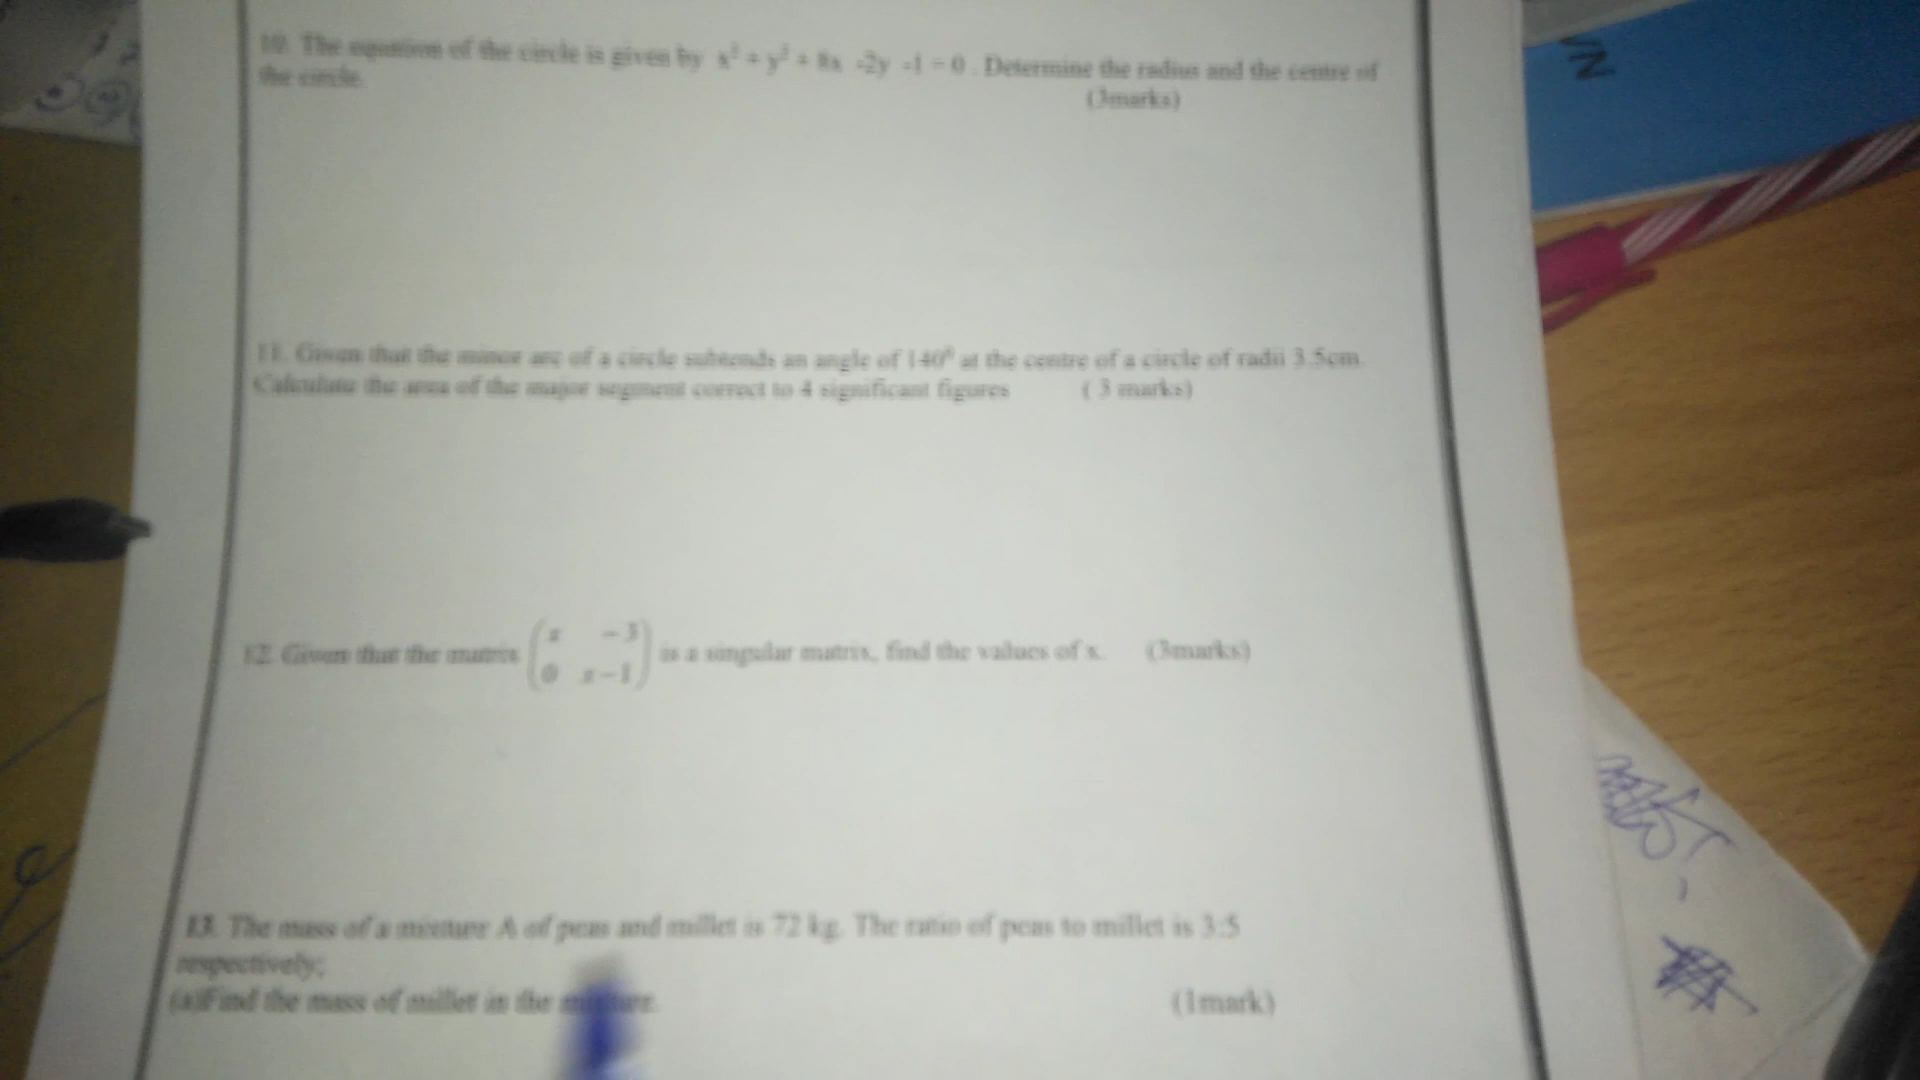 10. The equation of the circle is given by x² + y² + 8x -2y -1 = 0 . Determine the radius and the centre of
the circle. (3marks)
11. Given that the minor arc of a circle subtends an angle of 140⁰ at the centre of a circle of radii 3.5cm.
Calculate the area of the major segment correct to 4 significant figures ( 3 marks)
12. Given that the matrix (x -3
0 x-1) is a singular matrix, find the values of x. (3marks)
13. The mass of a mixture A of peas and millet is 72 kg. The ratio of peas to millet is 3:5
respectively;
(a)Find the mass of millet in the mixture. (1mark)